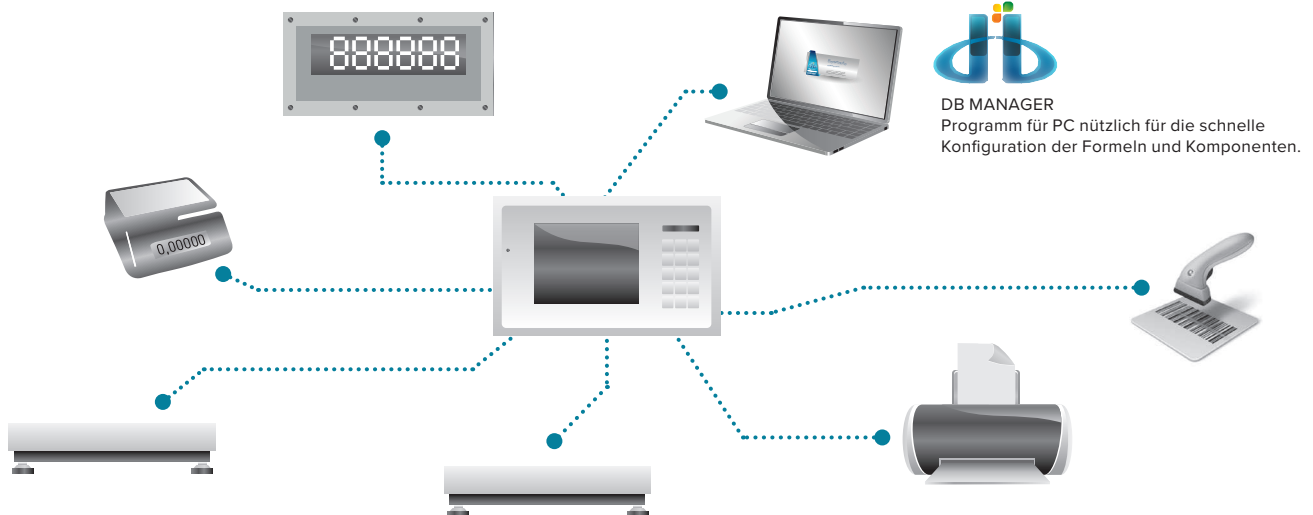 888888
DB MANAGER
Programm für PC nützlich für die schnelle
Konfiguration der Formeln und Komponenten.
0,00000